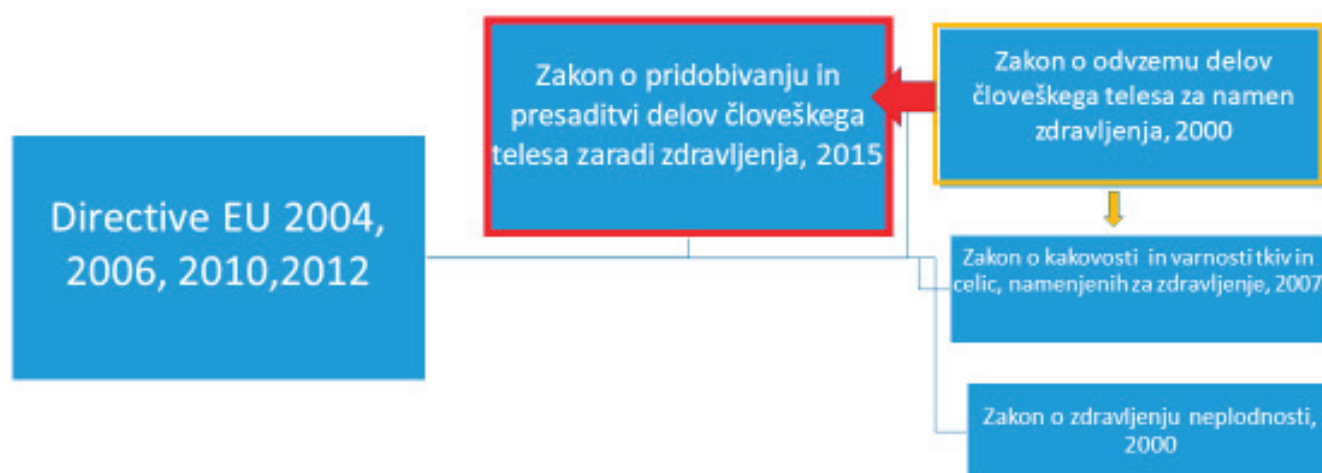 Directive EU 2004,
2006, 2010,2012
Zakon o pridobivanju in
presaditvi delov človeškega
telesa zaradi zdravljenja, 2015
Zakon o odvzemu delov
človeškega telesa za namen
zdravljenja, 2000
Zakon o kakovosti in varnosti tkiv in
celic, namenjenih za zdravljenje, 2007
Zakon o zdravljenju neplodnosti,
2000